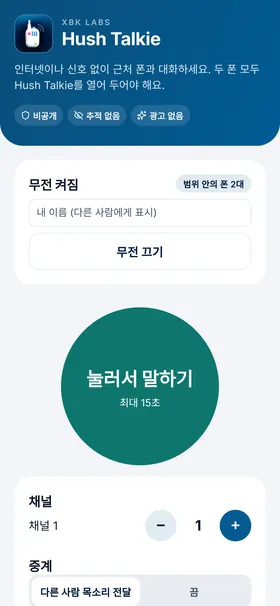 XBK LABS
Hush Talkie
인터넷이나 신호 없이 근처 폰과 대화하세요. 두 폰 모두
Hush Talkie를 열어 두어야 해요.
비공개
추적 없음
광고 없음
무전 켜짐
범위 안의 폰 2대
내 이름 (다른 사람에게 표시)
무전 끄기
눌러서 말하기
최대 15초
채널
채널 1
−
1
+
중계
다른 사람 목소리 전달
끔